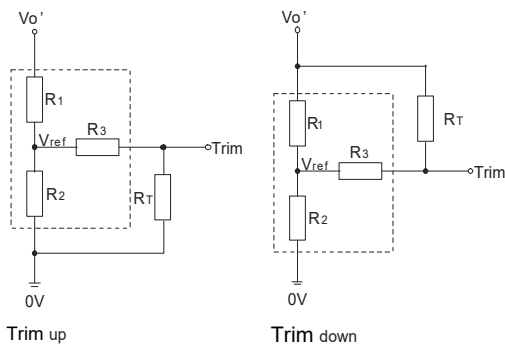 Vo'
R1
Vref
R3
Trim
R2
RT
0V
Trim up
Vo'
R1
RT
Vref
R3
Trim
R2
0V
Trim down